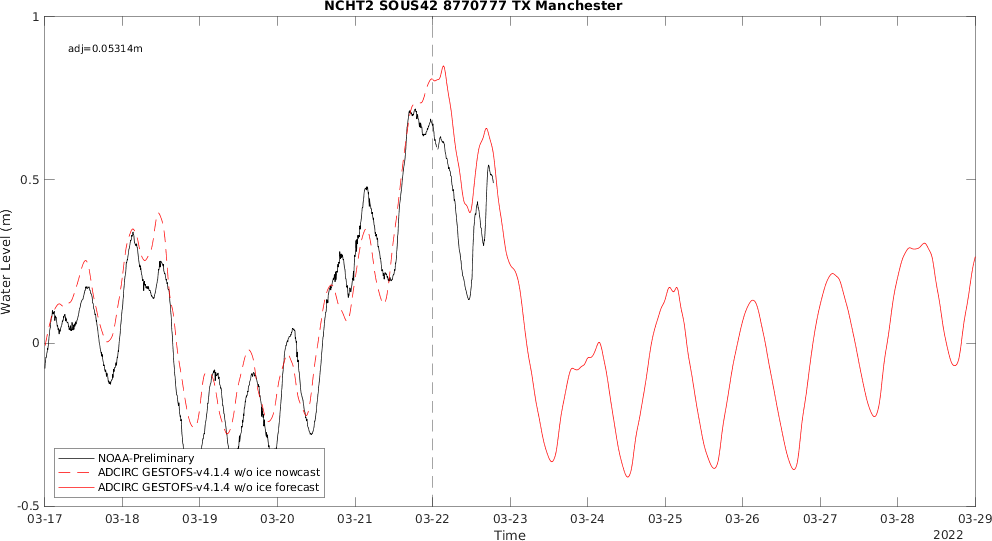 NCHT2 SOUS42 8770777 TX Manchester
1
adj=0.05314m
0.5
Water Level (m)
0
NOAA-Preliminary
ADCIRC GESTOFS-v4.1.4 w/o ice nowcast
ADCIRC GESTOFS-v4.1.4 w/o ice forecast
-0.5
03-17 03-18 03-19 03-20 03-21 03-22 03-23 03-24 03-25 03-26 03-27 03-28 03-29
Time
2022